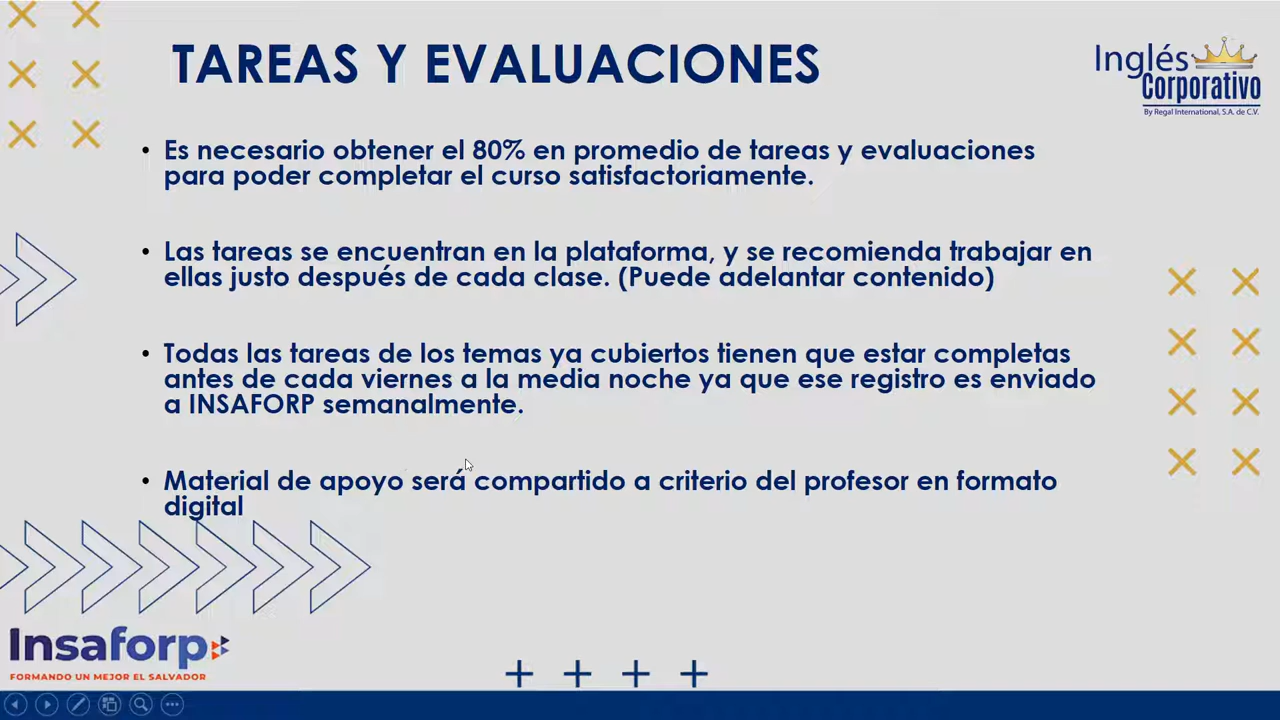 TAREAS Y EVALUACIONES
Inglés
Corporativo
By Regal International, S.A. de C.V.
• Es necesario obtener el 80% en promedio de tareas y evaluaciones
para poder completar el curso satisfactoriamente.
• Las tareas se encuentran en la plataforma, y se recomienda trabajar en
ellas justo después de cada clase. (Puede adelantar contenido)
• Todas las tareas de los temas ya cubiertos tienen que estar completas
antes de cada viernes a la media noche ya que ese registro es enviado
a INSAFORP semanalmente.
• Material de apoyo será compartido a criterio del profesor en formato
digital
Insaforp
FORMANDO UN MEJOR EL SALVADOR